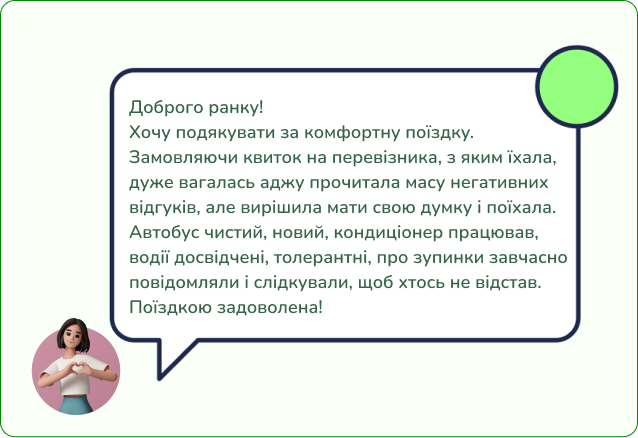 Доброго ранку!
Хочу подякувати за комфортну поїздку.
Замовляючи квиток на перевізника, з яким їхала,
дуже вагалась аджу прочитала масу негативних
відгуків, але вирішила мати свою думку і поїхала.
Автобус чистий, новий, кондиціонер працював,
водії досвідчені, толерантні, про зупинки завчасно
повідомляли і слідкували, щоб хтось не відстав.
Поїздкою задоволена!